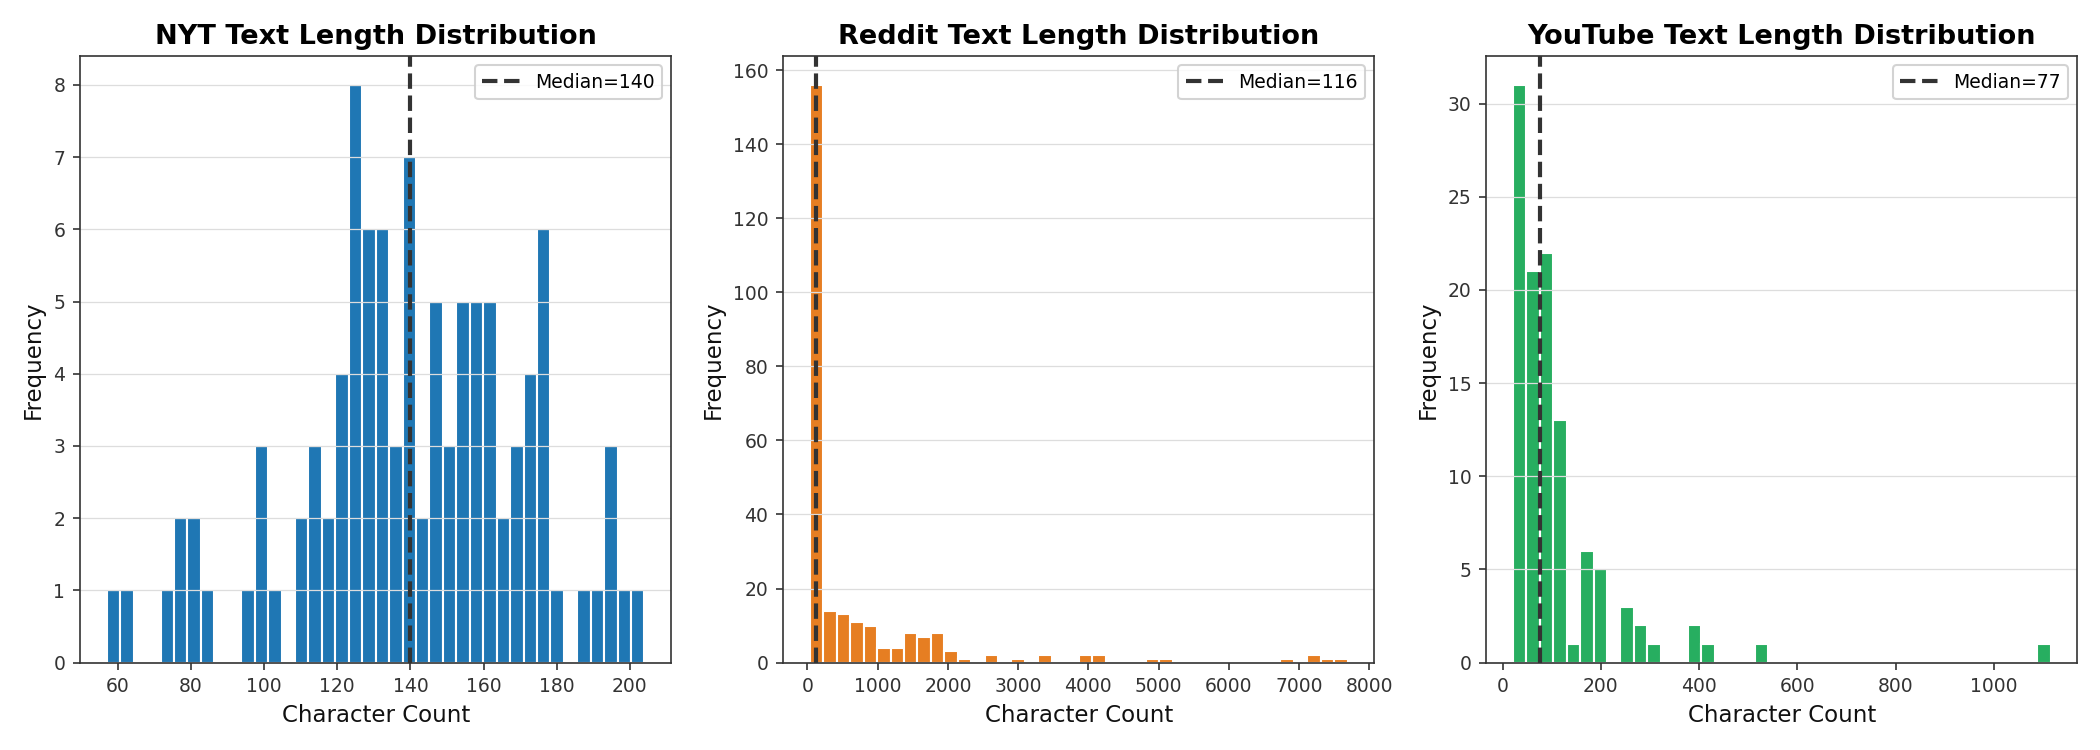 NYT Text Length Distribution
Median=140
8
7
6
5
4
3
2
1
0
Frequency
60 80 100 120 140 160 180 200
Character Count
Reddit Text Length Distribution
Median=116
160
140
120
100
80
60
40
20
0
Frequency
0 1000 2000 3000 4000 5000 6000 7000 8000
Character Count
YouTube Text Length Distribution
Median=77
30
25
20
15
10
5
0
Frequency
0 200 400 600 800 1000
Character Count